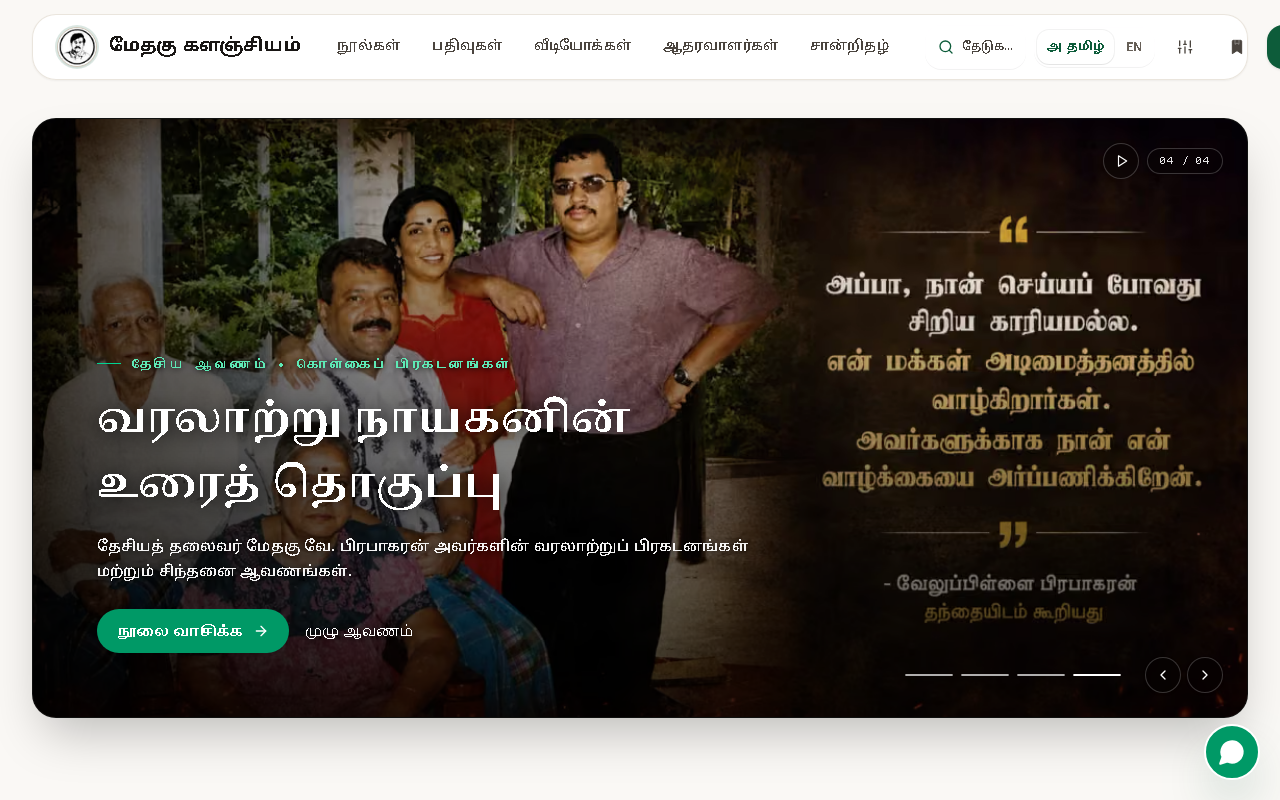 மேதகு களஞ்சியம்
நூல்கள்
பதிவுகள்
வீடியோக்கள்
ஆதரவாளர்கள்
சான்றிதழ்
தேடுக...
அ தமிழ்
EN
04 / 04
“
அப்பா, நான் செய்யப் போவது
சிறிய காரியமல்ல.
என் மக்கள் அடிமைத்தனத்தில்
வாழ்கிறார்கள்.
அவர்களுக்காக நான் என்
வாழ்க்கையை அர்ப்பணிக்கிறேன்.
”
- வேலுப்பிள்ளை பிரபாகரன்
தந்தையிடம் கூறியது
தேசிய ஆவணம் • கொள்கைப் பிரகடனங்கள்
வரலாற்று நாயகனின்
உரைத் தொகுப்பு
தேசியத் தலைவர் மேதகு வே. பிரபாகரன் அவர்களின் வரலாற்றுப் பிரகடனங்கள்
மற்றும் சிந்தனை ஆவணங்கள்.
நூலை வாசிக்க →
முழு ஆவணம்